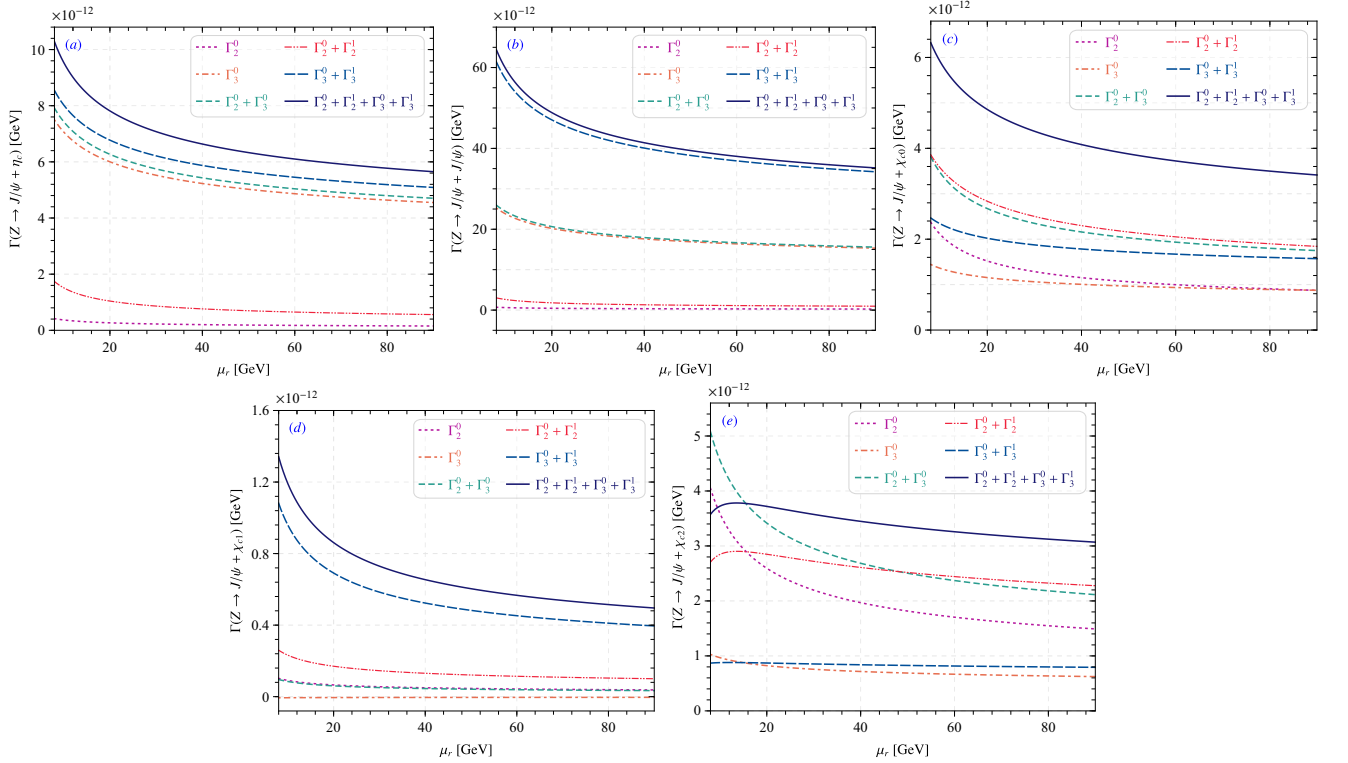 ×10⁻¹²
(a)
Γ₂⁰
Γ₂⁰ + Γ₂¹
Γ₃⁰
Γ₃⁰ + Γ₃¹
Γ₂⁰ + Γ₃⁰
Γ₂⁰ + Γ₂¹ + Γ₃⁰ + Γ₃¹
Γ(Z → J/ψ + η_c) [GeV]
10
8
6
4
2
0
20 40 60 80
μ_r [GeV]
×10⁻¹²
(b)
Γ₂⁰
Γ₂⁰ + Γ₂¹
Γ₃⁰
Γ₃⁰ + Γ₃¹
Γ₂⁰ + Γ₃⁰
Γ₂⁰ + Γ₂¹ + Γ₃⁰ + Γ₃¹
Γ(Z → J/ψ + J/ψ) [GeV]
60
40
20
0
20 40 60 80
μ_r [GeV]
×10⁻¹²
(c)
Γ₂⁰
Γ₂⁰ + Γ₂¹
Γ₃⁰
Γ₃⁰ + Γ₃¹
Γ₂⁰ + Γ₃⁰
Γ₂⁰ + Γ₂¹ + Γ₃⁰ + Γ₃¹
Γ(Z → J/ψ + χ_c0) [GeV]
6
4
2
0
20 40 60 80
μ_r [GeV]
×10⁻¹²
(d)
Γ₂⁰
Γ₂⁰ + Γ₂¹
Γ₃⁰
Γ₃⁰ + Γ₃¹
Γ₂⁰ + Γ₃⁰
Γ₂⁰ + Γ₂¹ + Γ₃⁰ + Γ₃¹
Γ(Z → J/ψ + χ_c1) [GeV]
1.6
1.2
0.8
0.4
0
20 40 60 80
μ_r [GeV]
×10⁻¹²
(e)
Γ₂⁰
Γ₂⁰ + Γ₂¹
Γ₃⁰
Γ₃⁰ + Γ₃¹
Γ₂⁰ + Γ₃⁰
Γ₂⁰ + Γ₂¹ + Γ₃⁰ + Γ₃¹
Γ(Z → J/ψ + χ_c2) [GeV]
5
4
3
2
1
0
20 40 60 80
μ_r [GeV]